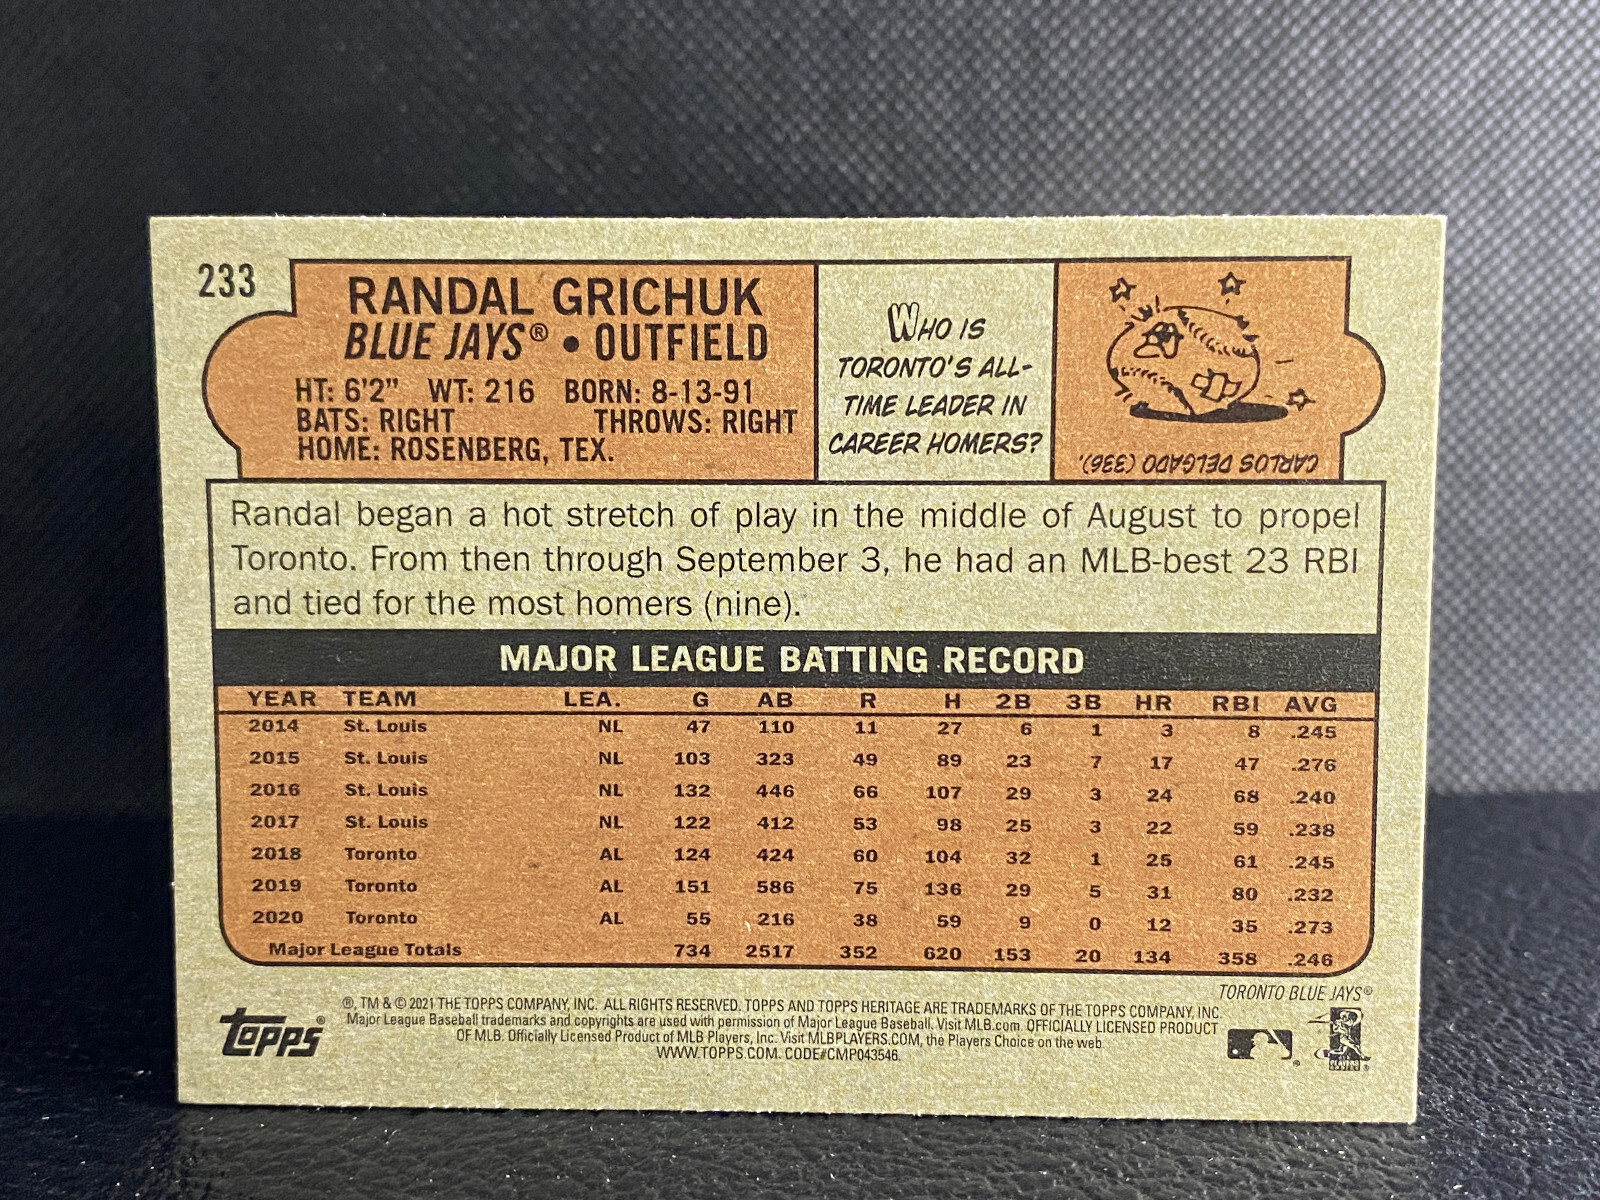 233
RANDAL GRICHUK
BLUE JAYS® • OUTFIELD
HT: 6'2" WT: 216 BORN: 8-13-91
BATS: RIGHT THROWS: RIGHT
HOME: ROSENBERG, TEX.
WHO IS
TORONTO'S ALL-
TIME LEADER IN
CAREER HOMERS?
CARLOS DELGADO (336).
Randal began a hot stretch of play in the middle of August to propel
Toronto. From then through September 3, he had an MLB-best 23 RBI
and tied for the most homers (nine).
MAJOR LEAGUE BATTING RECORD
YEAR TEAM LEA. G AB R H 2B 3B HR RBI AVG
2014 St. Louis NL 47 110 11 27 6 1 3 8 .245
2015 St. Louis NL 103 323 49 89 23 7 17 47 .276
2016 St. Louis NL 132 446 66 107 29 3 24 68 .240
2017 St. Louis NL 122 412 53 98 25 3 22 59 .238
2018 Toronto AL 124 424 60 104 32 1 25 61 .245
2019 Toronto AL 151 586 75 136 29 5 31 80 .232
2020 Toronto AL 55 216 38 59 9 0 12 35 .273
Major League Totals 734 2517 352 620 153 20 134 358 .246
TORONTO BLUE JAYS®
®, TM & © 2021 THE TOPPS COMPANY, INC. ALL RIGHTS RESERVED. TOPPS AND TOPPS HERITAGE ARE TRADEMARKS OF THE TOPPS COMPANY, INC.
Major League Baseball trademarks and copyrights are used with permission of Major League Baseball. Visit MLB.com. OFFICIALLY LICENSED PRODUCT
OF MLB. Officially Licensed Product of MLB Players, Inc. Visit MLBPLAYERS.COM, the Players Choice on the web.
WWW.TOPPS.COM. CODE#CMP043546.
TOPPS®
PLAYERS